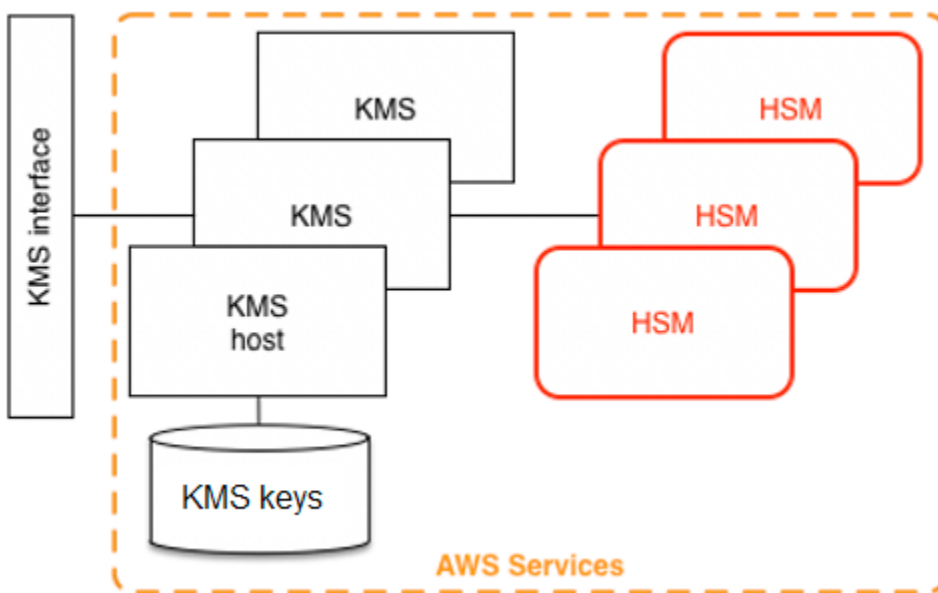 KMS interface
KMS
KMS
KMS
host
KMS keys
HSM
HSM
HSM
AWS Services